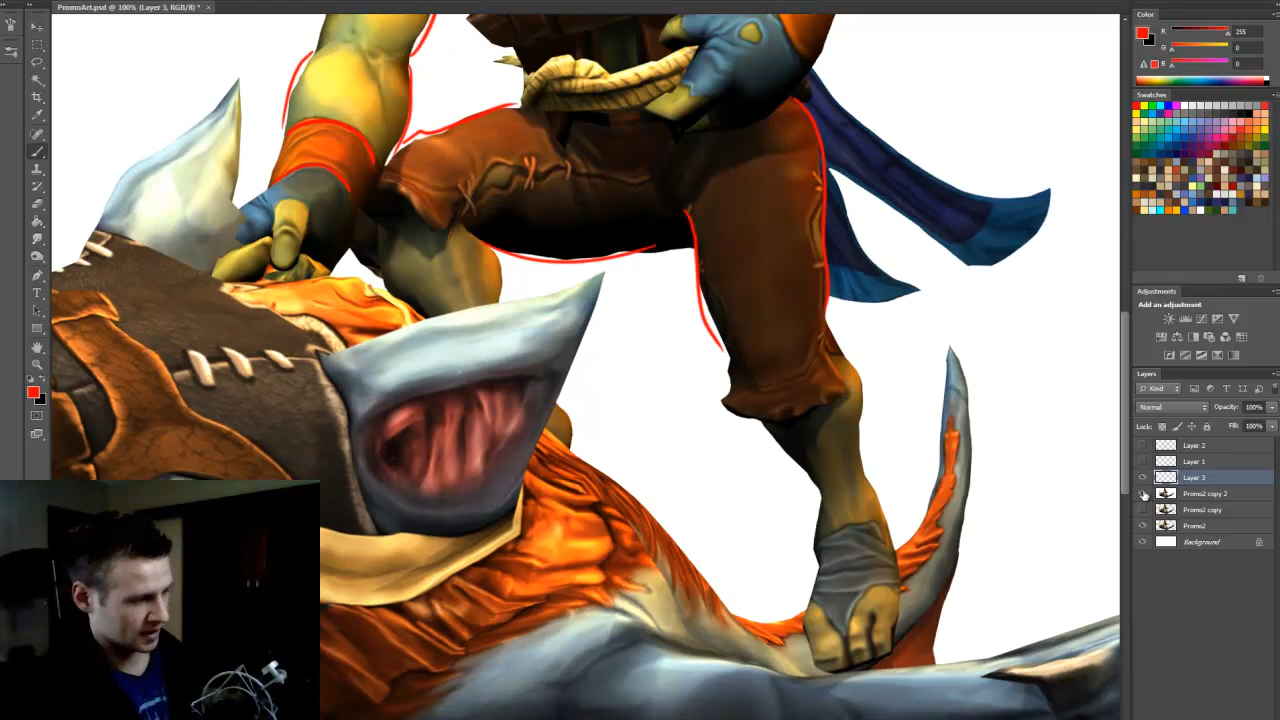 PromoArt.psd @ 100% (Layer 3, RGB/8) * ×
Color
R 255
G 0
B 0
Swatches
Adjustments
Add an adjustment
Layers
Kind
Normal Opacity: 100%
Lock: Fill: 100%
Layer 2
Layer 1
Layer 3
Promo2 copy 2
Promo2 copy
Promo2
Background